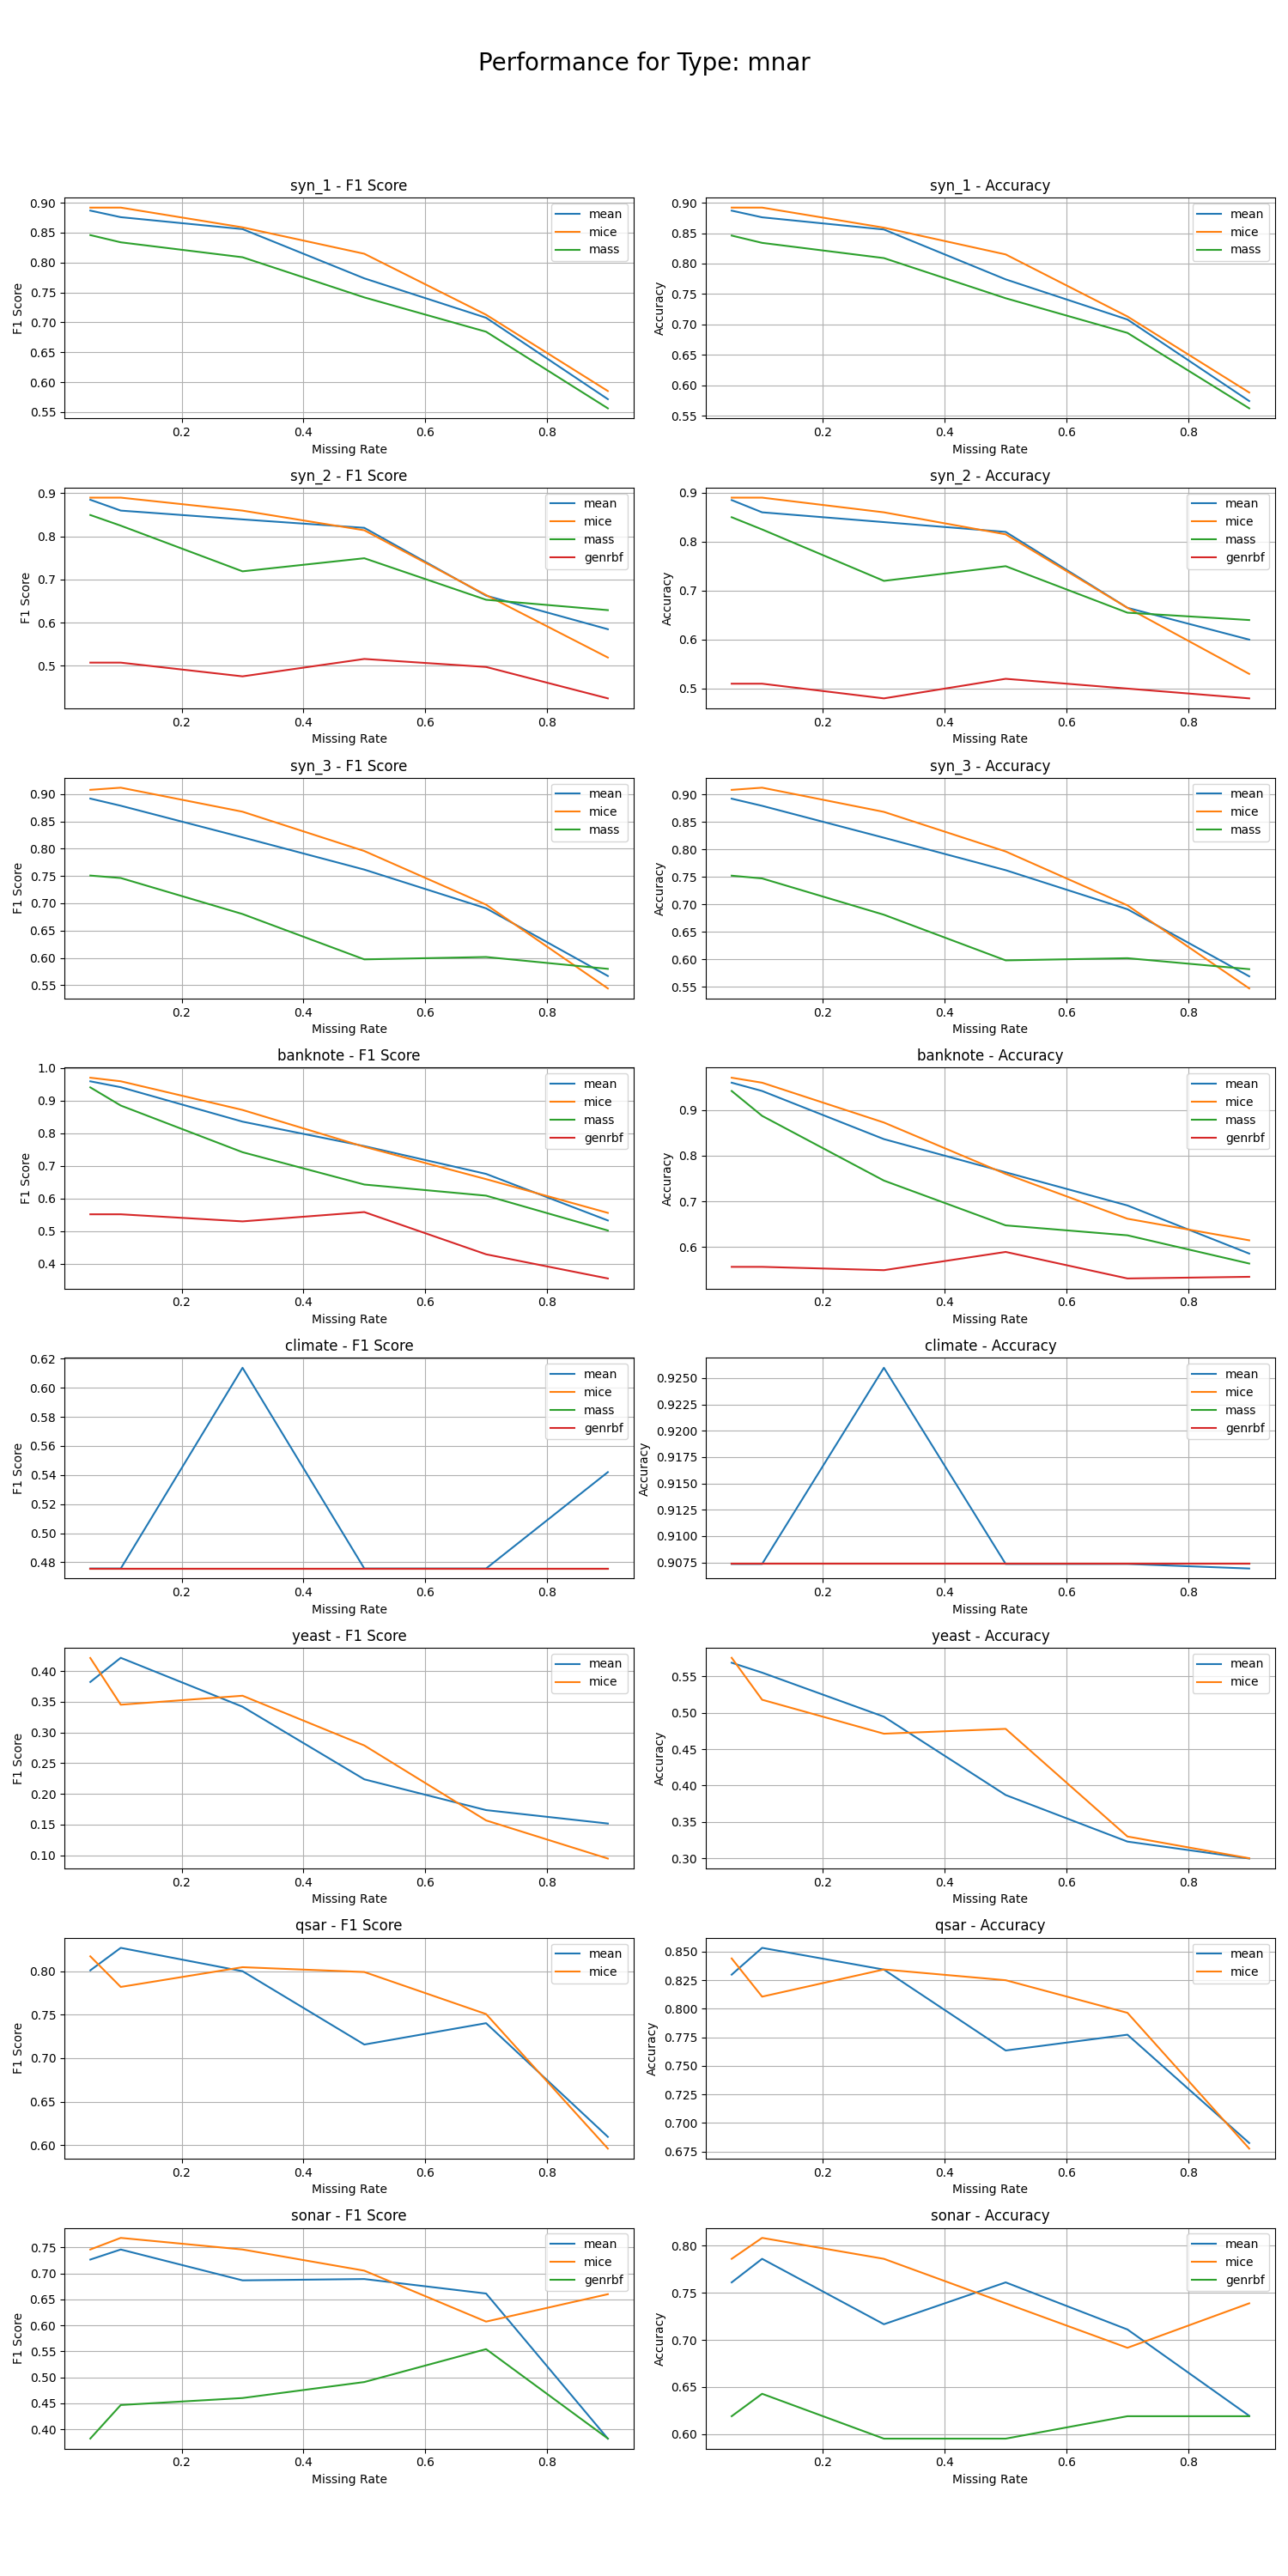 Performance for Type: mnar
syn_1 - F1 Score
F1 Score
0.90
0.85
0.80
0.75
0.70
0.65
0.60
0.55
mean
mice
mass
0.2 0.4 0.6 0.8
Missing Rate
syn_1 - Accuracy
Accuracy
0.90
0.85
0.80
0.75
0.70
0.65
0.60
0.55
mean
mice
mass
0.2 0.4 0.6 0.8
Missing Rate
syn_2 - F1 Score
F1 Score
0.9
0.8
0.7
0.6
0.5
mean
mice
mass
genrbf
0.2 0.4 0.6 0.8
Missing Rate
syn_2 - Accuracy
Accuracy
0.9
0.8
0.7
0.6
0.5
mean
mice
mass
genrbf
0.2 0.4 0.6 0.8
Missing Rate
syn_3 - F1 Score
F1 Score
0.90
0.85
0.80
0.75
0.70
0.65
0.60
0.55
mean
mice
mass
0.2 0.4 0.6 0.8
Missing Rate
syn_3 - Accuracy
Accuracy
0.90
0.85
0.80
0.75
0.70
0.65
0.60
0.55
mean
mice
mass
0.2 0.4 0.6 0.8
Missing Rate
banknote - F1 Score
F1 Score
1.0
0.9
0.8
0.7
0.6
0.5
0.4
mean
mice
mass
genrbf
0.2 0.4 0.6 0.8
Missing Rate
banknote - Accuracy
Accuracy
0.9
0.8
0.7
0.6
mean
mice
mass
genrbf
0.2 0.4 0.6 0.8
Missing Rate
climate - F1 Score
F1 Score
0.62
0.60
0.58
0.56
0.54
0.52
0.50
0.48
mean
mice
mass
genrbf
0.2 0.4 0.6 0.8
Missing Rate
climate - Accuracy
Accuracy
0.9250
0.9225
0.9200
0.9175
0.9150
0.9125
0.9100
0.9075
mean
mice
mass
genrbf
0.2 0.4 0.6 0.8
Missing Rate
yeast - F1 Score
F1 Score
0.40
0.35
0.30
0.25
0.20
0.15
0.10
mean
mice
0.2 0.4 0.6 0.8
Missing Rate
yeast - Accuracy
Accuracy
0.55
0.50
0.45
0.40
0.35
0.30
mean
mice
0.2 0.4 0.6 0.8
Missing Rate
qsar - F1 Score
F1 Score
0.80
0.75
0.70
0.65
0.60
mean
mice
0.2 0.4 0.6 0.8
Missing Rate
qsar - Accuracy
Accuracy
0.850
0.825
0.800
0.775
0.750
0.725
0.700
0.675
mean
mice
0.2 0.4 0.6 0.8
Missing Rate
sonar - F1 Score
F1 Score
0.75
0.70
0.65
0.60
0.55
0.50
0.45
0.40
mean
mice
genrbf
0.2 0.4 0.6 0.8
Missing Rate
sonar - Accuracy
Accuracy
0.80
0.75
0.70
0.65
0.60
mean
mice
genrbf
0.2 0.4 0.6 0.8
Missing Rate